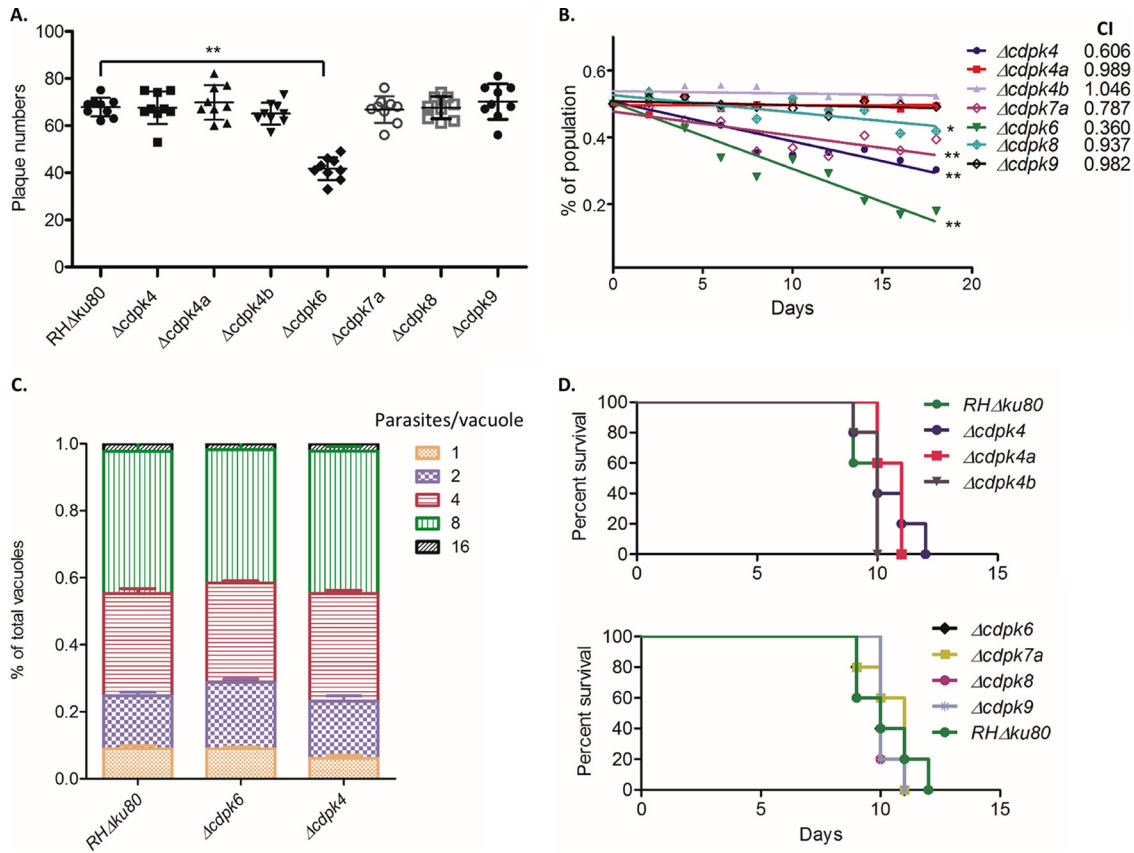 A.
**
Plaque numbers
100
80
60
40
20
0
RHΔku80
Δcdpk4
Δcdpk4a
Δcdpk4b
Δcdpk6
Δcdpk7a
Δcdpk8
Δcdpk9
B.
CI
Δcdpk4 0.606
Δcdpk4a 0.989
Δcdpk4b 1.046
Δcdpk7a 0.787
Δcdpk6 0.360
Δcdpk8 0.937
Δcdpk9 0.982
% of population
0.6
0.4
0.2
*
**
**
**
0 5 10 15 20
Days
C.
Parasites/vacuole
1
2
4
8
16
% of total vacuoles
1.0
0.8
0.6
0.4
0.2
0.0
RHΔku80
Δcdpk6
Δcdpk4
D.
Percent survival
100
80
60
40
20
0
0 5 10 15
RHΔku80
Δcdpk4
Δcdpk4a
Δcdpk4b
Percent survival
100
80
60
40
20
0
0 5 10 15
Days
Δcdpk6
Δcdpk7a
Δcdpk8
Δcdpk9
RHΔku80